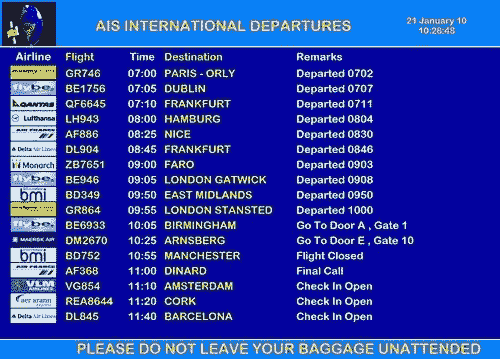 AIS INTERNATIONAL DEPARTURES
21 January 10
10:26:48
Airline Flight Time Destination Remarks
GR746 07:00 PARIS - ORLY Departed 0702
flybe. BE1756 07:05 DUBLIN Departed 0707
QANTAS QF6645 07:10 FRANKFURT Departed 0711
Lufthansa LH943 08:00 HAMBURG Departed 0804
AIR FRANCE AF886 08:25 NICE Departed 0830
Delta Air Lines DL904 08:45 FRANKFURT Departed 0846
Monarch ZB7651 09:00 FARO Departed 0903
flybe. BE946 09:05 LONDON GATWICK Departed 0908
bmi BD349 09:50 EAST MIDLANDS Departed 0950
GR864 09:55 LONDON STANSTED Departed 1000
flybe. BE6933 10:05 BIRMINGHAM Go To Door A , Gate 1
MAERSK AIR DM2670 10:25 ARNSBERG Go To Door E , Gate 10
bmi BD752 10:55 MANCHESTER Flight Closed
AIR FRANCE AF368 11:00 DINARD Final Call
VLM VG854 11:10 AMSTERDAM Check In Open
aer arann REA8644 11:20 CORK Check In Open
Delta Air Lines DL845 11:40 BARCELONA Check In Open
PLEASE DO NOT LEAVE YOUR BAGGAGE UNATTENDED